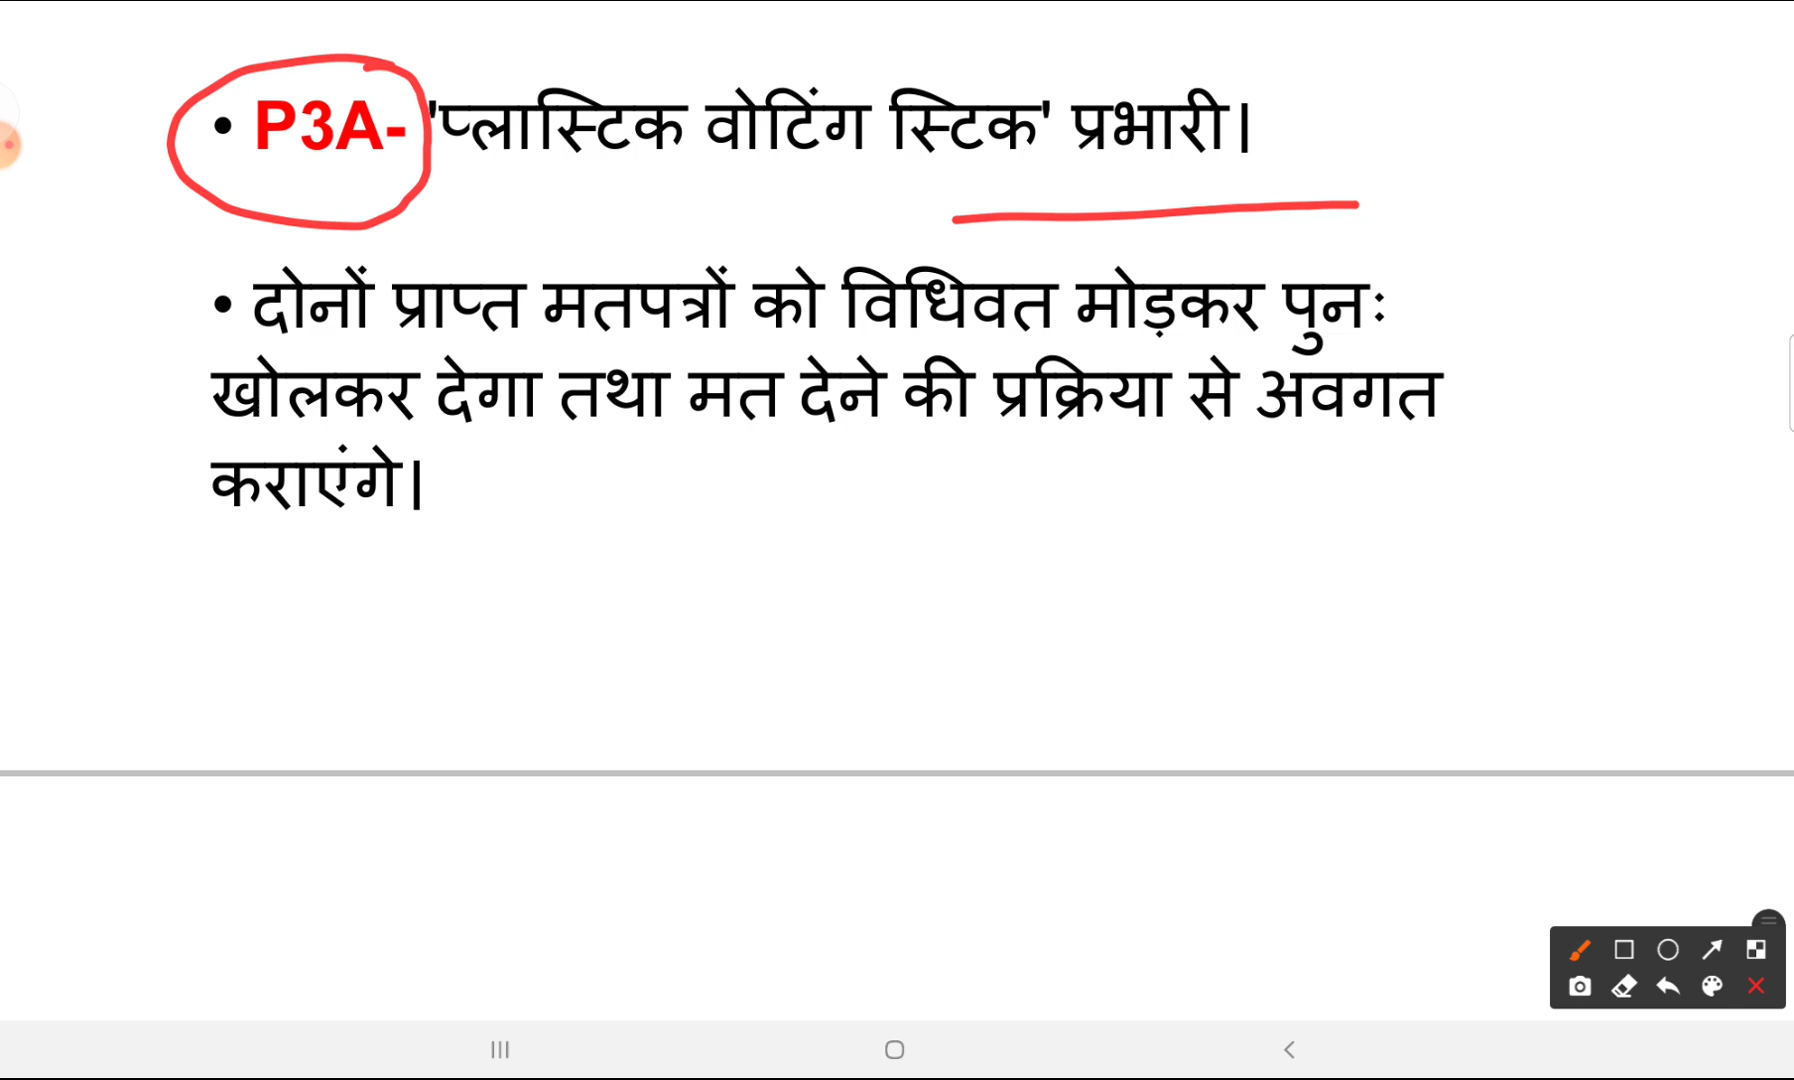 • P3A- 'प्लास्टिक वोटिंग स्टिक' प्रभारी।
• दोनों प्राप्त मतपत्रों को विधिवत मोड़कर पुनः
खोलकर देगा तथा मत देने की प्रक्रिया से अवगत
कराएंगे।